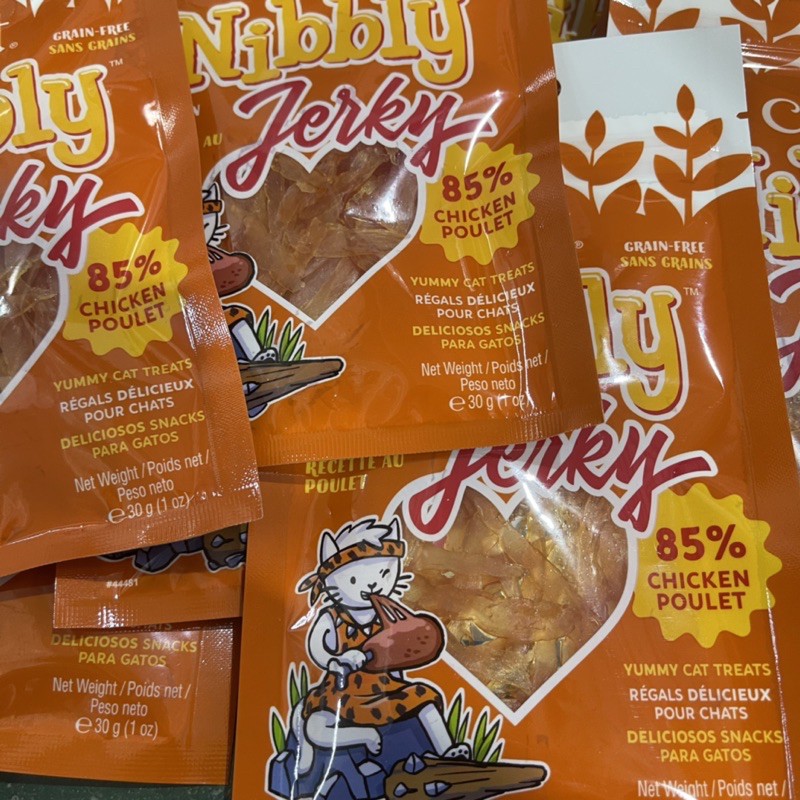 GRAIN-FREE
SANS GRAINS
™
85%
CHICKEN
POULET
YUMMY CAT TREATS
RÉGALS DÉLICIEUX
POUR CHATS
DELICIOSOS SNACKS
PARA GATOS
Net Weight / Poids net /
Peso neto
℮ 30 g (1 oz)
Nibbly
Jerky
AU
85%
CHICKEN
POULET
YUMMY CAT TREATS
RÉGALS DÉLICIEUX
POUR CHATS
DELICIOSOS SNACKS
PARA GATOS
Net Weight / Poids net /
Peso neto
℮ 30 g (1 oz)
GRAIN-FREE
SANS GRAINS
™
Jerky
RECETTE AU
POULET
85%
CHICKEN
POULET
YUMMY CAT TREATS
RÉGALS DÉLICIEUX
POUR CHATS
DELICIOSOS SNACKS
PARA GATOS
Net Weight / Poids net /
#44481
DELICIOSOS SNACKS
PARA GATOS
Net Weight / Poids net /
Peso neto
℮ 30 g (1 oz)